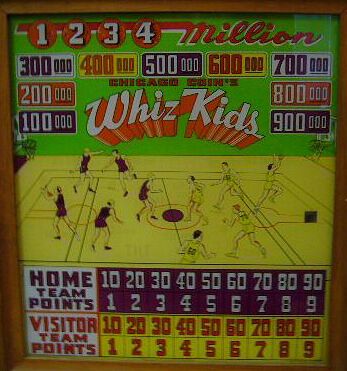 1 2 3 4 Million
300 000 400 000 500 000 600 000 700 000
CHICAGO COIN'S
200 000 800 000
Whiz Kids
100 000 900 000
HOME TEAM POINTS
10 20 30 40 50 60 70 80 90
1 2 3 4 5 6 7 8 9
VISITOR TEAM POINTS
10 20 30 40 50 60 70 80 90
1 2 3 4 5 6 7 8 9